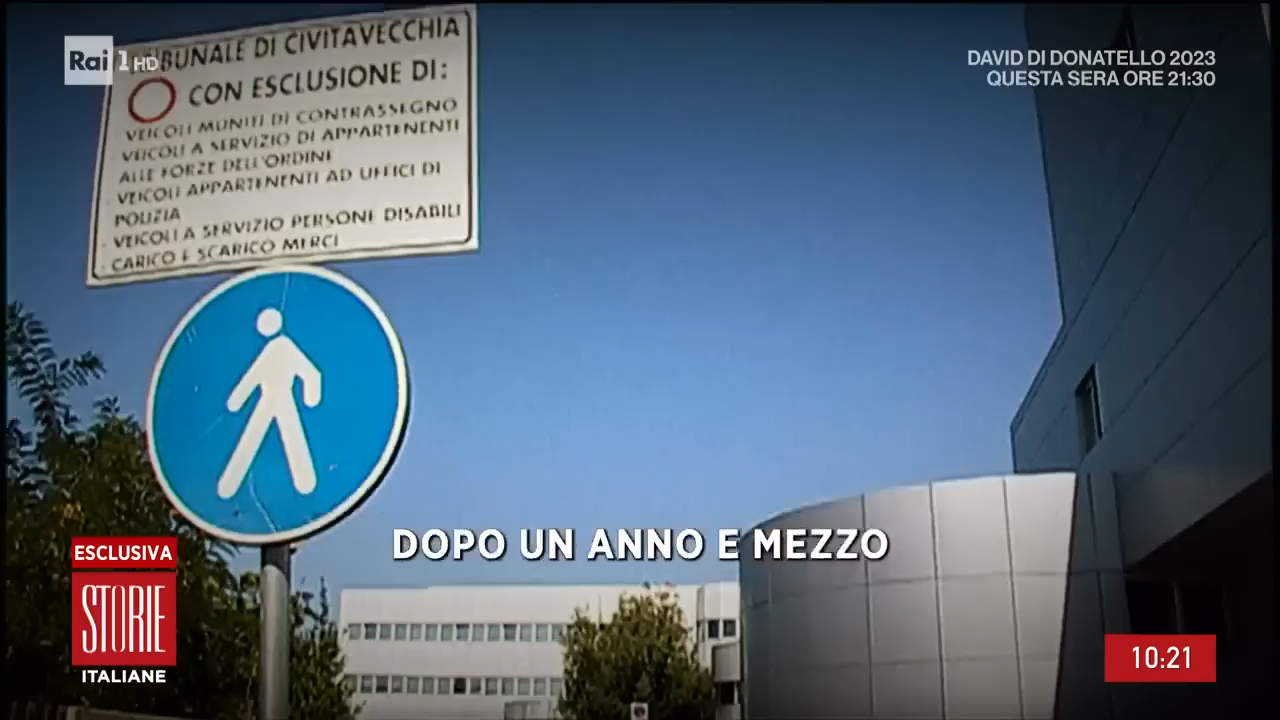 Rai 1 HD
DAVID DI DONATELLO 2023
QUESTA SERA ORE 21:30
TRIBUNALE DI CIVITAVECCHIA
CON ESCLUSIONE DI:
- VEICOLI MUNITI DI CONTRASSEGNO
- VEICOLI A SERVIZIO DI APPARTENENTI
ALLE FORZE DELL'ORDINE
- VEICOLI APPARTENENTI AD UFFICI DI
POLIZIA
- VEICOLI A SERVIZIO PERSONE DISABILI
- CARICO E SCARICO MERCI
DOPO UN ANNO E MEZZO
ESCLUSIVA
STORIE
ITALIANE
10:21